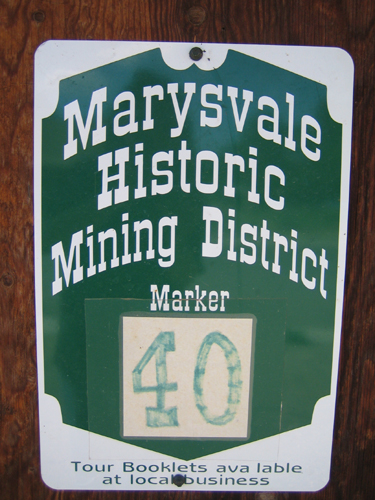 Marysvale
Historic
Mining District
Marker
40
Tour Booklets ava lable
at local business